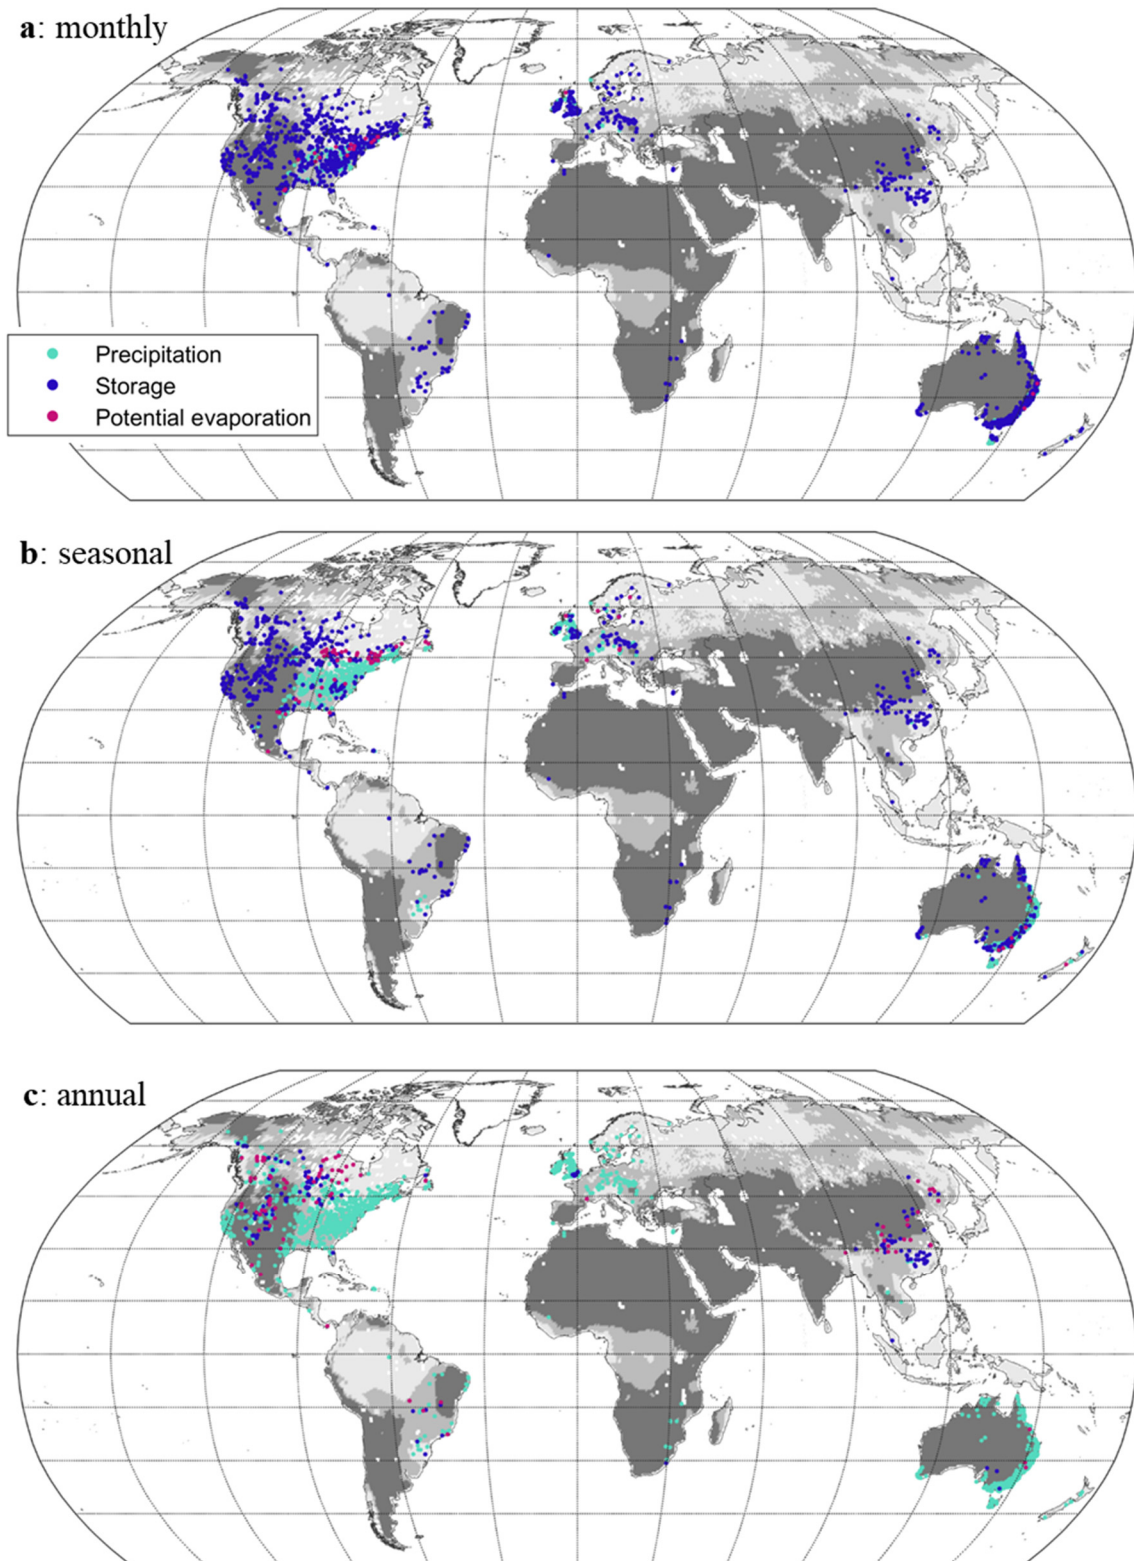 a: monthly
Precipitation
Storage
Potential evaporation
b: seasonal
c: annual